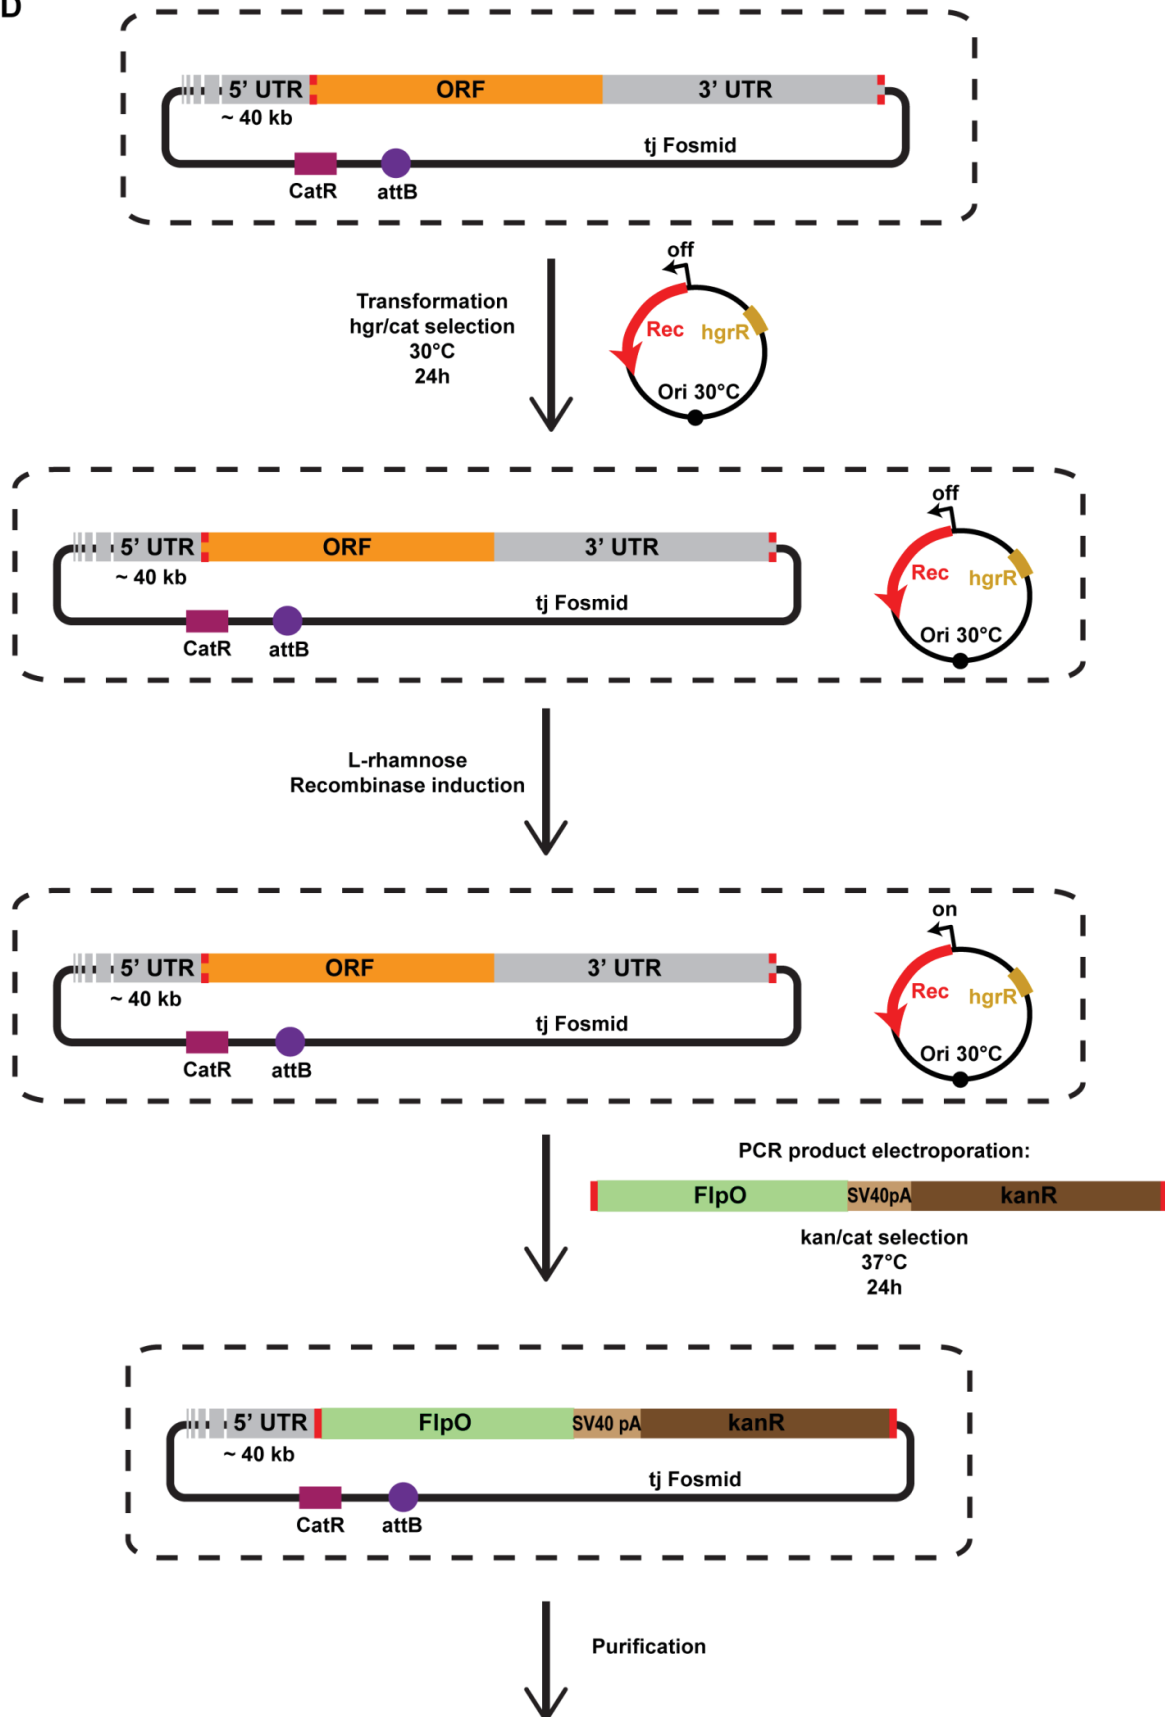 D
5’ UTR ORF 3’ UTR
~ 40 kb
tj Fosmid
CatR attB
off
Transformation
hgr/cat selection
30°C
24h
Rec hgrR
Ori 30°C
off
5’ UTR ORF 3’ UTR
~ 40 kb
Rec hgrR
tj Fosmid
Ori 30°C
CatR attB
L-rhamnose
Recombinase induction
on
5’ UTR ORF 3’ UTR
~ 40 kb
Rec hgrR
tj Fosmid
Ori 30°C
CatR attB
PCR product electroporation:
FlpO SV40pA kanR
kan/cat selection
37°C
24h
5’ UTR FlpO SV40 pA kanR
~ 40 kb
tj Fosmid
CatR attB
Purification